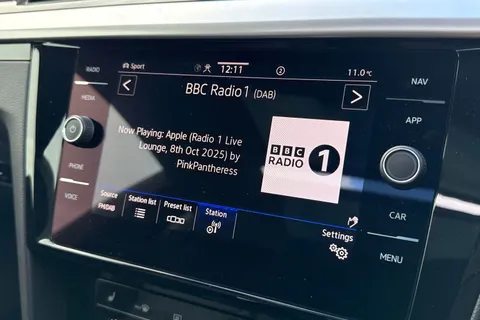 Sport 12:11 2 11.0°C
RADIO
MEDIA
PHONE
VOICE
< BBC Radio 1 (DAB) >
Now Playing: Apple (Radio 1 Live
Lounge, 8th Oct 2025) by
PinkPantheress
BBC
RADIO 1
Source
FM/DAB
Station list
Preset list
Station
Settings
NAV
APP
CAR
MENU